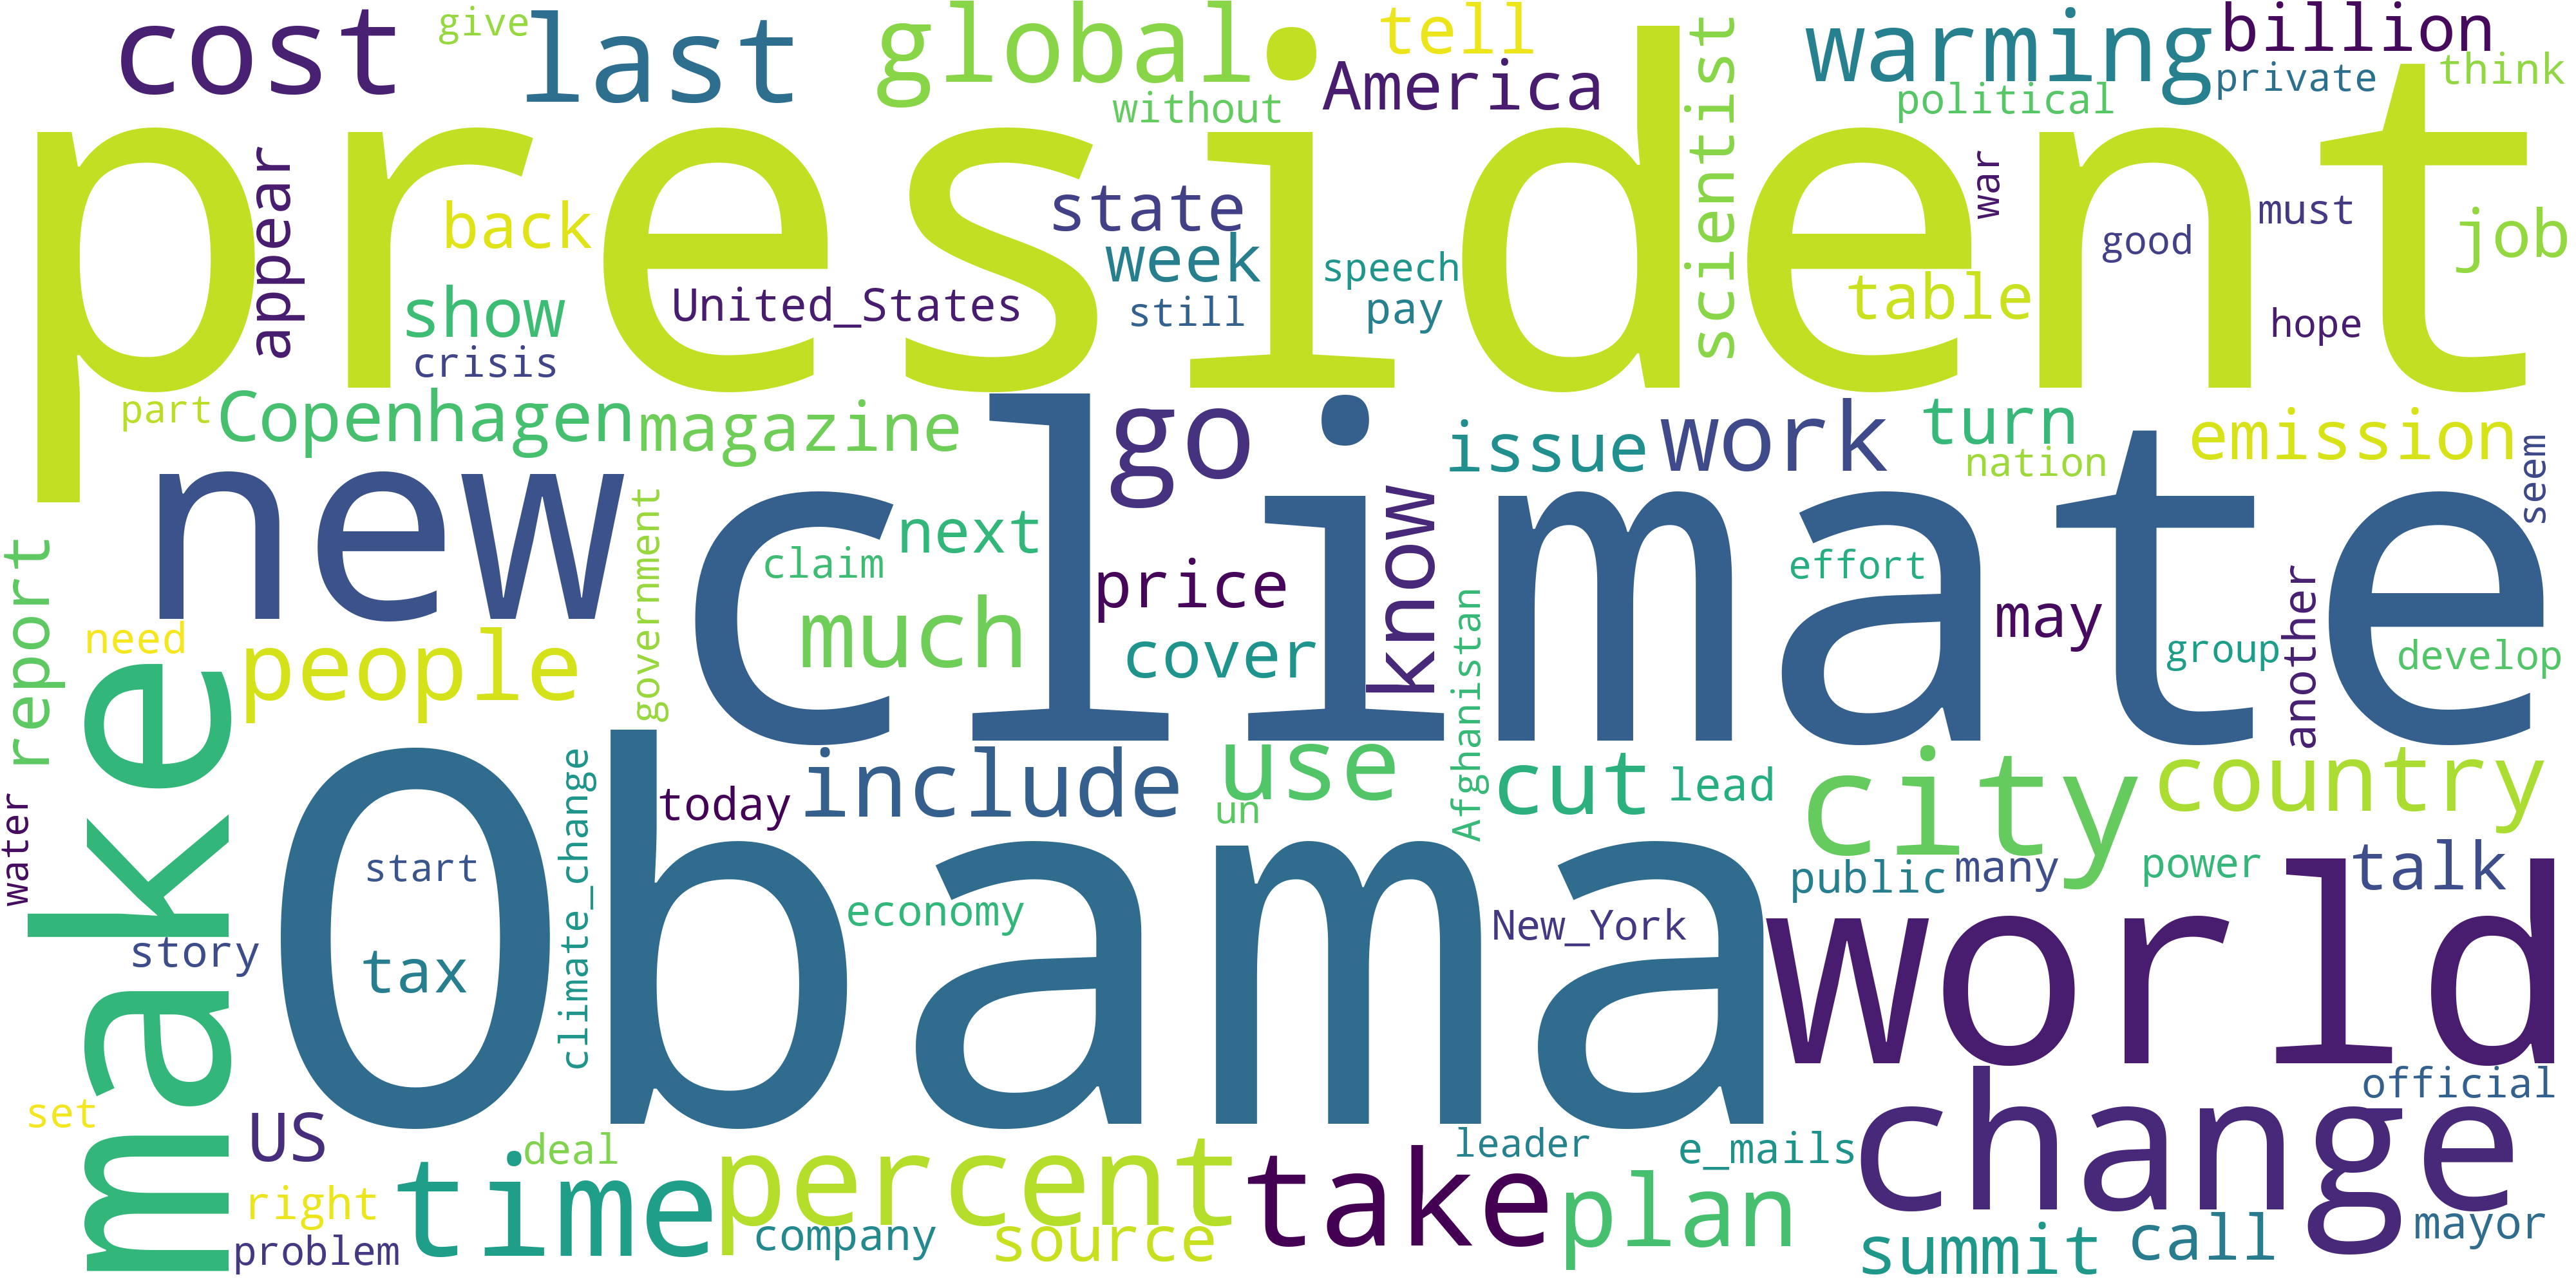 cost
give
last
global
tell
America
without
scientist
warming
billion
private
think
political
president
appear
back
state
week
war
must
good
job
show
United_States
still
speech
pay
table
hope
crisis
part
Copenhagen
magazine
go
issue
work
turn
nation
emission
seem
new
climate
know
next
claim
price
effort
report
need
people
government
much
cover
Afghanistan
may
group
another
develop
make
Obama
include
use
un
cut
lead
city
country
water
today
start
climate_change
economy
New_York
public
many
power
talk
story
tax
world
official
set
US
deal
leader
e_mails
change
right
time
percent
take
plan
problem
company
source
summit
call
mayor